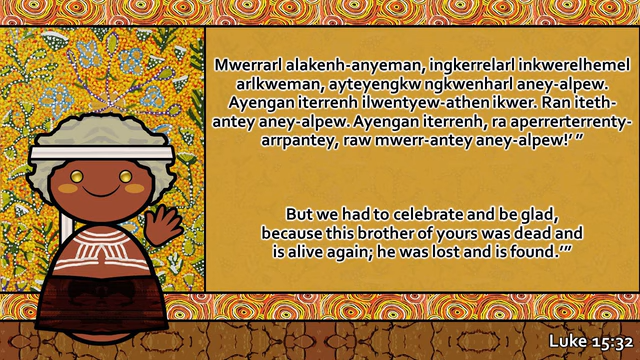 Mwerrarl alakenh-anyeman, ingkerrelarl inkwerelhemel
arlkweman, ayteyengkw ngkwenharl aney-alpew.
Ayengan iterrenh ilwentyew-athen ikwer. Ran iteth-
antey aney-alpew. Ayengan iterrenh, ra aperrerterrenty-
arrpantey, raw mwerr-antey aney-alpew!’ ”
But we had to celebrate and be glad,
because this brother of yours was dead and
is alive again; he was lost and is found.’”
Luke 15:32